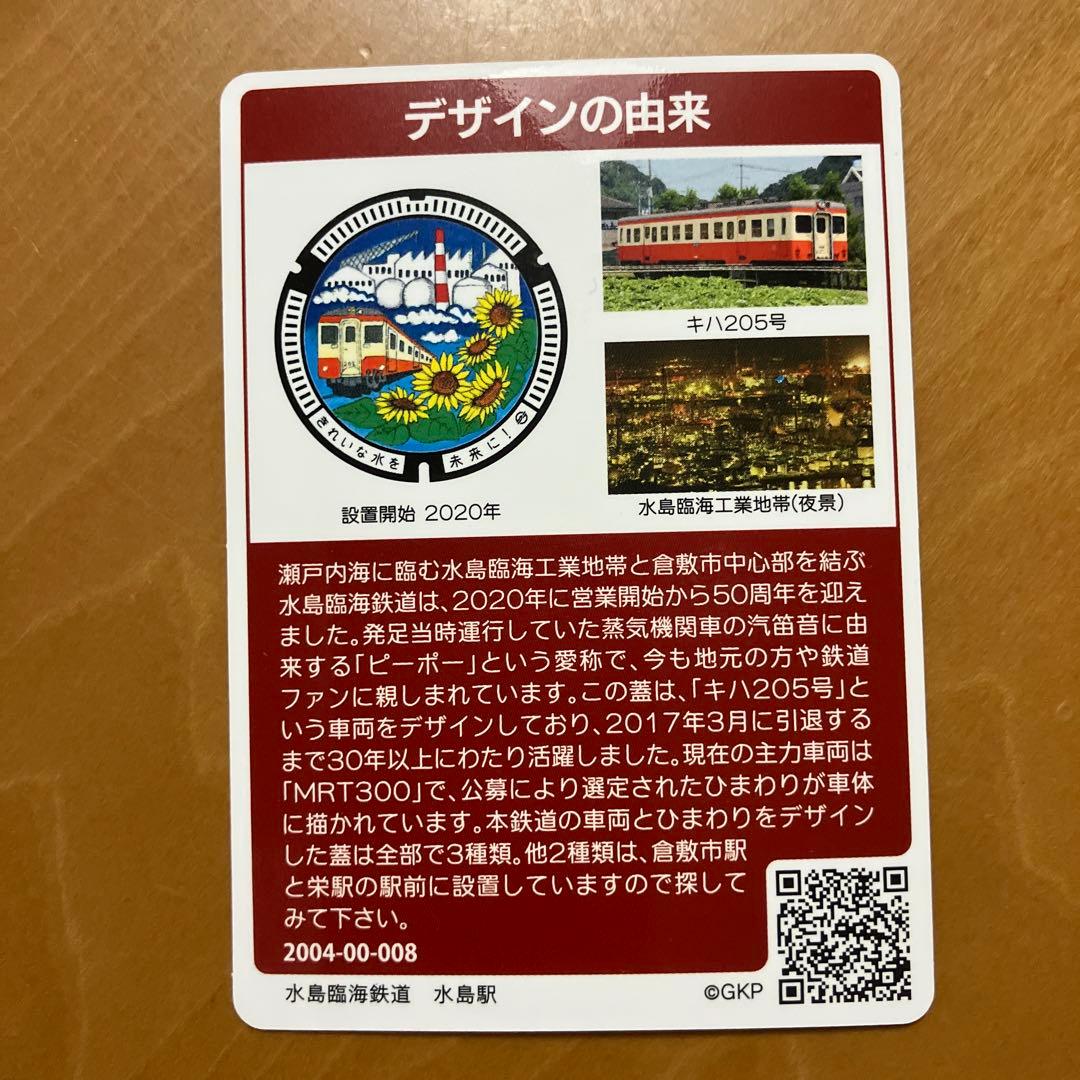 デザインの由来
きれいな水を
未来に!
キハ205号
設置開始 2020年
水島臨海工業地帯(夜景)
瀬戸内海に臨む水島臨海工業地帯と倉敷市中心部を結ぶ
水島臨海鉄道は、2020年に営業開始から50周年を迎え
ました。発足当時運行していた蒸気機関車の汽笛音に由
来する「ピーポー」という愛称で、今も地元の方や鉄道
ファンに親しまれています。この蓋は、「キハ205号」と
いう車両をデザインしており、2017年3月に引退する
まで30年以上にわたり活躍しました。現在の主力車両は
「MRT300」で、公募により選定されたひまわりが車体
に描かれています。本鉄道の車両とひまわりをデザイン
した蓋は全部で3種類。他2種類は、倉敷市駅
と栄駅の駅前に設置していますので探して
みて下さい。
2004-00-008
水島臨海鉄道 水島駅
©GKP